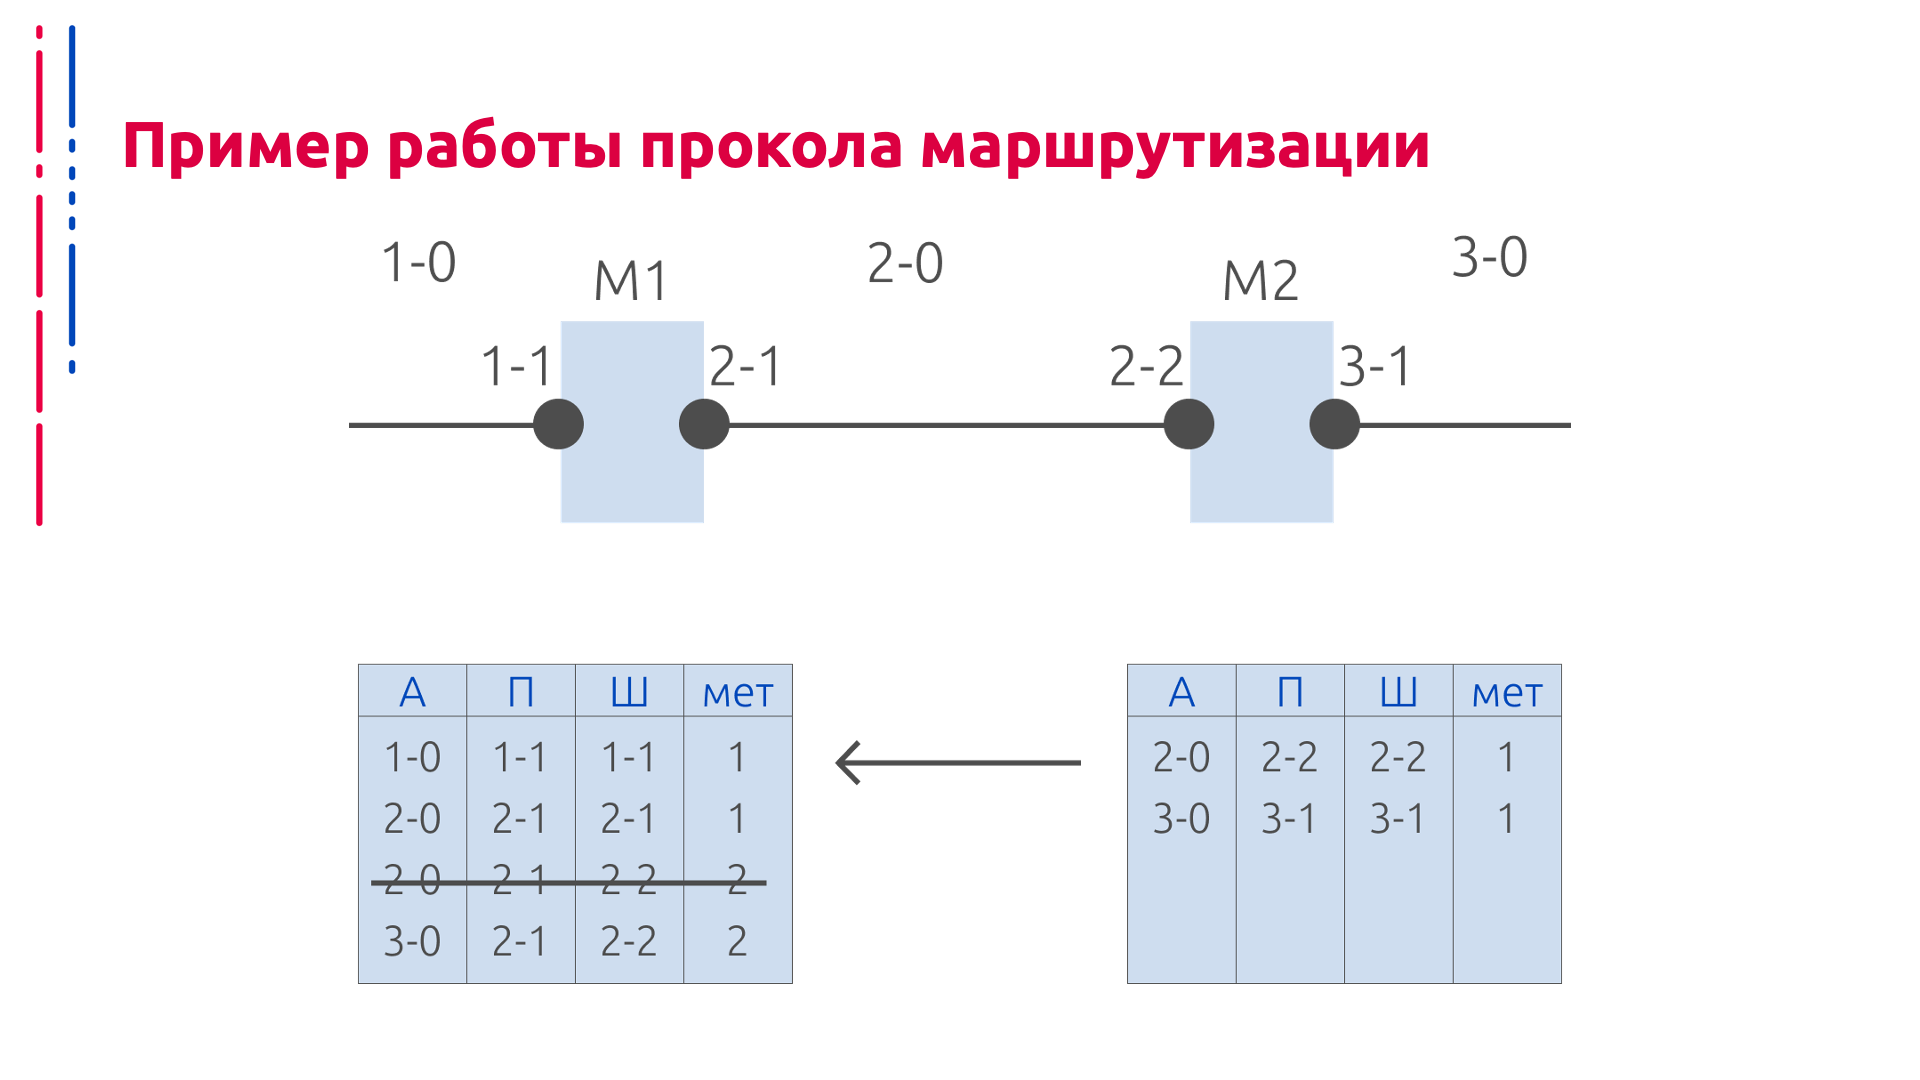 Пример работы прокола маршрутизации
1-0 М1 2-0 М2 3-0
1-1 2-1 2-2 3-1
А П Ш мет
1-0 1-1 1-1 1
2-0 2-1 2-1 1
2-0 2-1 2-2 2
3-0 2-1 2-2 2
А П Ш мет
2-0 2-2 2-2 1
3-0 3-1 3-1 1